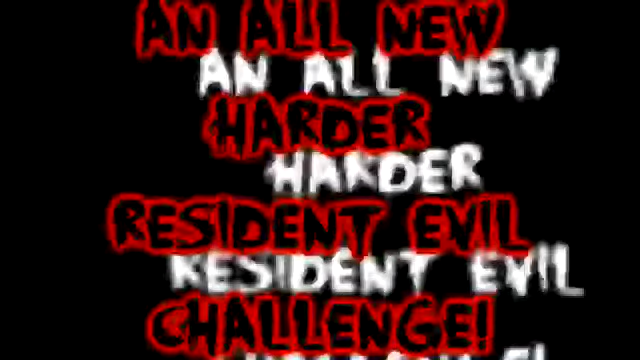 AN ALL NEW
AN ALL NEW
HARDER
HARDER
RESIDENT EVIL
RESIDENT EVIL
CHALLENGE!